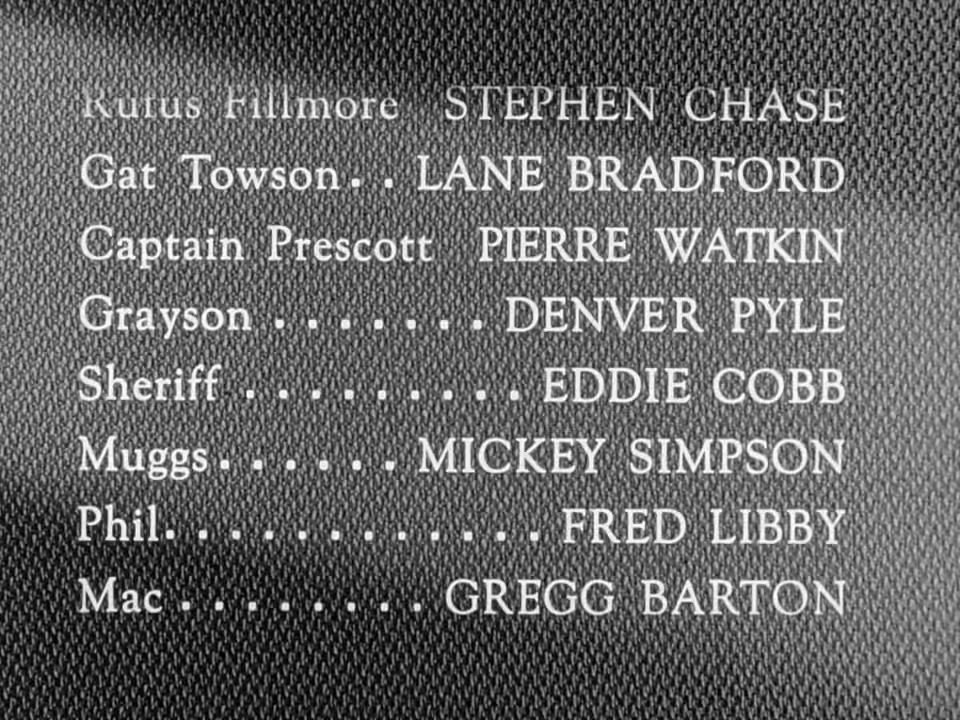 Rufus Fillmore STEPHEN CHASE
Gat Towson. . LANE BRADFORD
Captain Prescott PIERRE WATKIN
Grayson . . . . . . . DENVER PYLE
Sheriff . . . . . . . . . EDDIE COBB
Muggs. . . . . . MICKEY SIMPSON
Phil. . . . . . . . . . . . FRED LIBBY
Mac . . . . . . . . GREGG BARTON